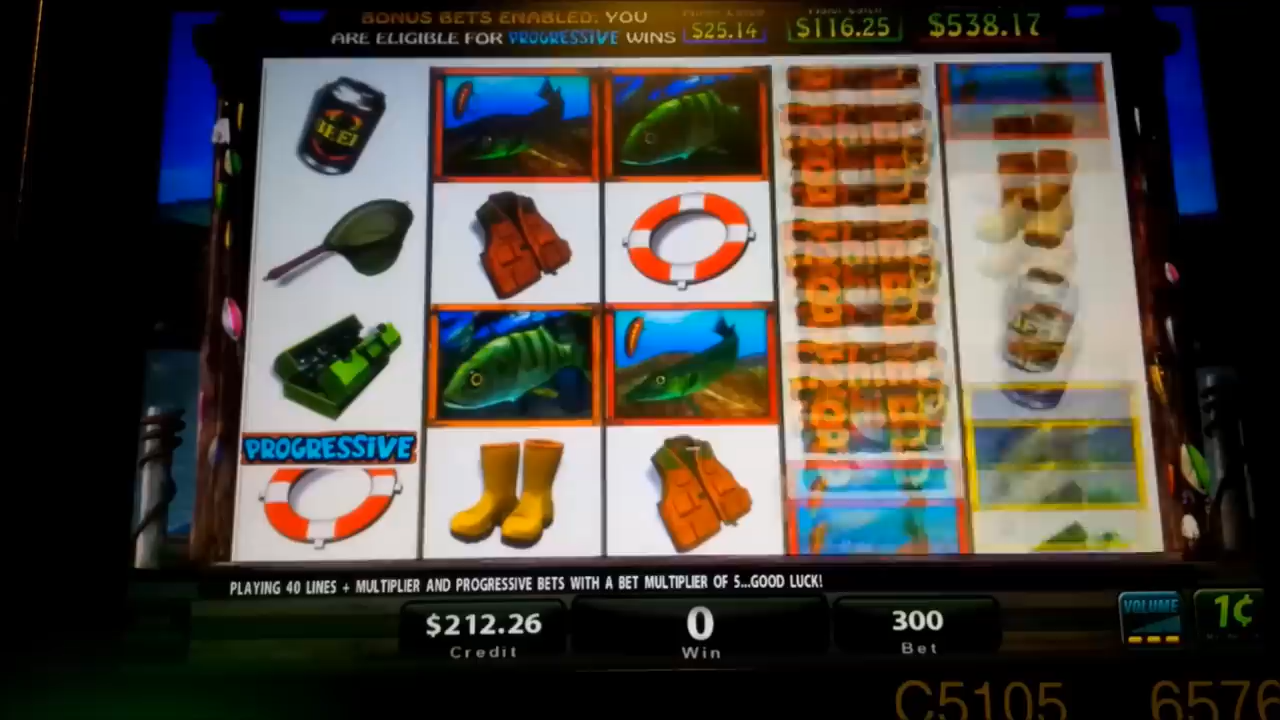 BONUS BETS ENABLED: YOU
ARE ELIGIBLE FOR PROGRESSIVE WINS
$25.14
$116.25
$538.17
PROGRESSIVE
PLAYING 40 LINES + MULTIPLIER AND PROGRESSIVE BETS WITH A BET MULTIPLIER OF 5...GOOD LUCK!
$212.26
Credit
0
Win
300
Bet
VOLUME
1¢
C5105 6576